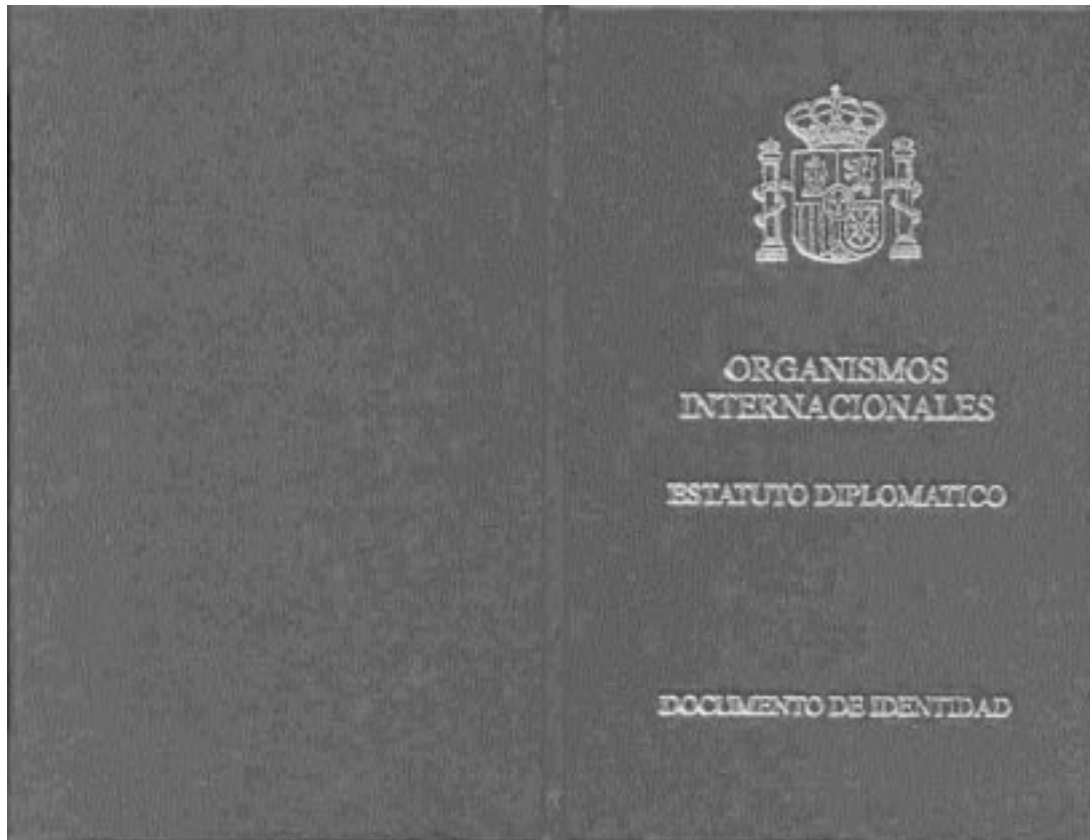 ORGANISMOS
INTERNACIONALES
ESTATUTO DIPLOMATICO
DOCUMENTO DE IDENTIDAD